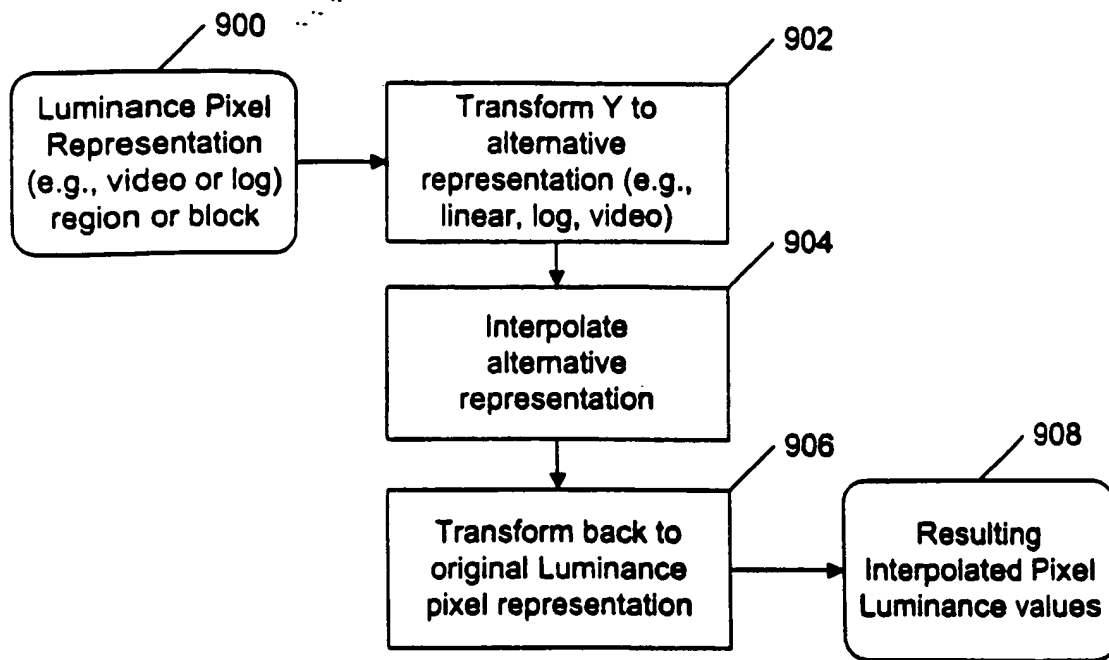 900
Luminance Pixel
Representation
(e.g., video or log)
region or block
902
Transform Y to
alternative
representation (e.g.,
linear, log, video)
904
Interpolate
alternative
representation
906
Transform back to
original Luminance
pixel representation
908
Resulting
Interpolated Pixel
Luminance values